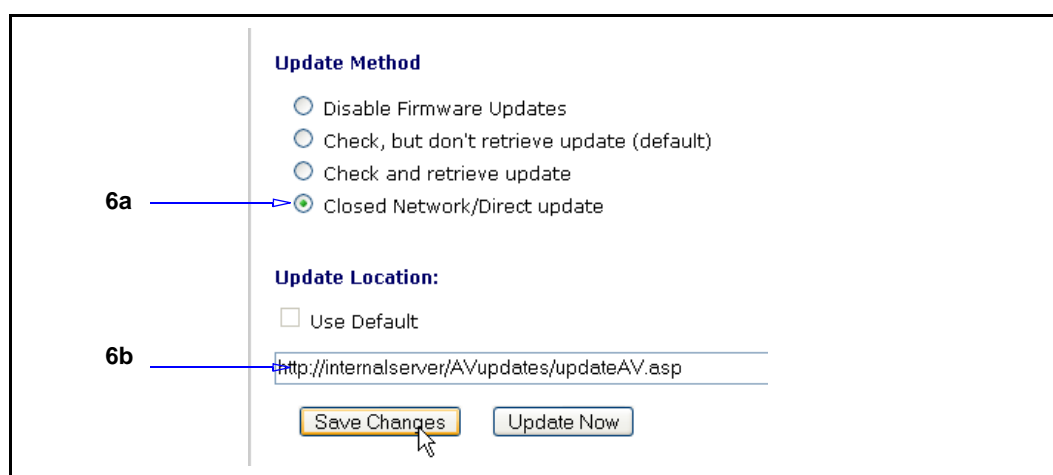 Update Method
Disable Firmware Updates
Check, but don't retrieve update (default)
Check and retrieve update
6a
Closed Network/Direct update
Update Location:
Use Default
6b
http://internalserver/AVupdates/updateAV.asp
Save Changes
Update Now